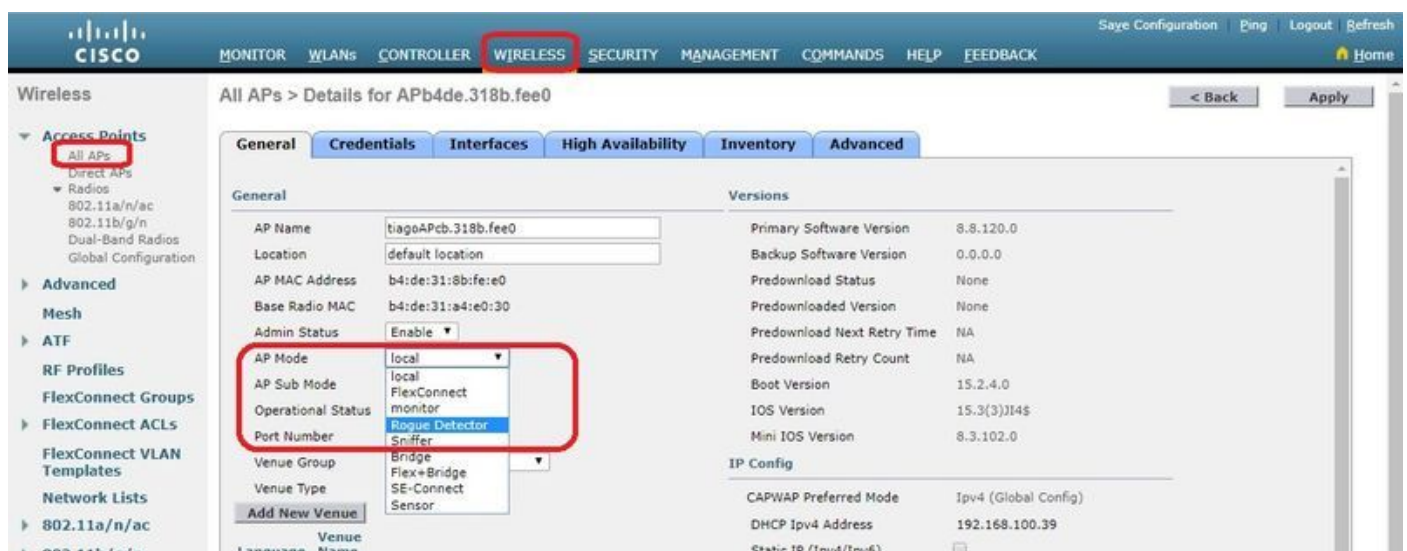 Save Configuration Ping Logout Refresh
CISCO MONITOR WLANs CONTROLLER WIRELESS SECURITY MANAGEMENT COMMANDS HELP FEEDBACK Home
Wireless
Access Points
All APs
Direct APs
Radios
802.11a/n/ac
802.11b/g/n
Dual-Band Radios
Global Configuration
Advanced
Mesh
ATF
RF Profiles
FlexConnect Groups
FlexConnect ACLs
FlexConnect VLAN
Templates
Network Lists
802.11a/n/ac
All APs > Details for APb4de.318b.fee0
< Back Apply
General Credentials Interfaces High Availability Inventory Advanced
General
AP Name tiagoAPcb.318b.fee0
Location default location
AP MAC Address b4:de:31:8b:fe:e0
Base Radio MAC b4:de:31:a4:e0:30
Admin Status Enable
AP Mode local
AP Sub Mode
Operational Status
Port Number
Venue Group
Venue Type
local
FlexConnect
monitor
Rogue Detector
Sniffer
Bridge
Flex+Bridge
SE-Connect
Sensor
Add New Venue
Venue
Language Name
Versions
Primary Software Version 8.8.120.0
Backup Software Version 0.0.0.0
Predownload Status None
Predownloaded Version None
Predownload Next Retry Time NA
Predownload Retry Count NA
Boot Version 15.2.4.0
IOS Version 15.3(3)JI4$
Mini IOS Version 8.3.102.0
IP Config
CAPWAP Preferred Mode Ipv4 (Global Config)
DHCP Ipv4 Address 192.168.100.39
Static IP (Ipv4/Ipv6)